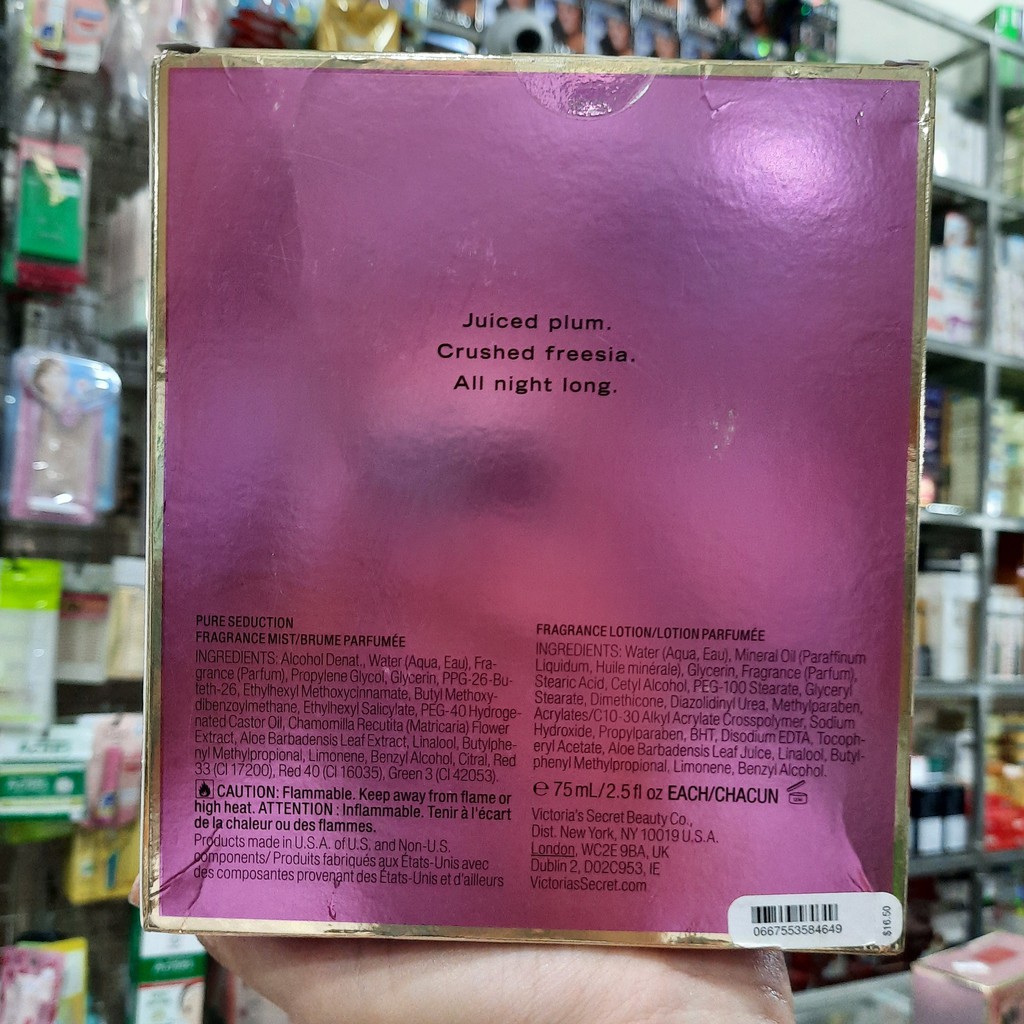 Juiced plum.
Crushed freesia.
All night long.
PURE SEDUCTION
FRAGRANCE MIST/BRUME PARFUMÉE
INGREDIENTS: Alcohol Denat., Water (Aqua, Eau), Fra-
grance (Parfum), Propylene Glycol, Glycerin, PPG-26-Bu-
teth-26, Ethylhexyl Methoxycinnamate, Butyl Methoxy-
dibenzoylmethane, Ethylhexyl Salicylate, PEG-40 Hydroge-
nated Castor Oil, Chamomilla Recutita (Matricaria) Flower
Extract, Aloe Barbadensis Leaf Extract, Linalool, Butylphe-
nyl Methylpropional, Limonene, Benzyl Alcohol, Citral, Red
33 (CI 17200), Red 40 (CI 16035), Green 3 (CI 42053).
CAUTION: Flammable. Keep away from flame or
high heat. ATTENTION : Inflammable. Tenir à l'écart
de la chaleur ou des flammes.
Products made in U.S.A. of U.S. and Non-U.S.
components/ Produits fabriqués aux États-Unis avec
des composantes provenant des États-Unis et d'ailleurs
FRAGRANCE LOTION/LOTION PARFUMÉE
INGREDIENTS: Water (Aqua, Eau), Mineral Oil (Paraffinum
Liquidum, Huile minérale), Glycerin, Fragrance (Parfum),
Stearic Acid, Cetyl Alcohol, PEG-100 Stearate, Glyceryl
Stearate, Dimethicone, Diazolidinyl Urea, Methylparaben,
Acrylates/C10-30 Alkyl Acrylate Crosspolymer, Sodium
Hydroxide, Propylparaben, BHT, Disodium EDTA, Tocoph-
eryl Acetate, Aloe Barbadensis Leaf Juice, Linalool, Butyl-
phenyl Methylpropional, Limonene, Benzyl Alcohol.
℮ 75 mL/2.5 fl oz EACH/CHACUN
Victoria's Secret Beauty Co.,
Dist. New York, NY 10019 U.S.A.
London, WC2E 9BA, UK
Dublin 2, D02C953, IE
VictoriasSecret.com
0667553584649
$16.50